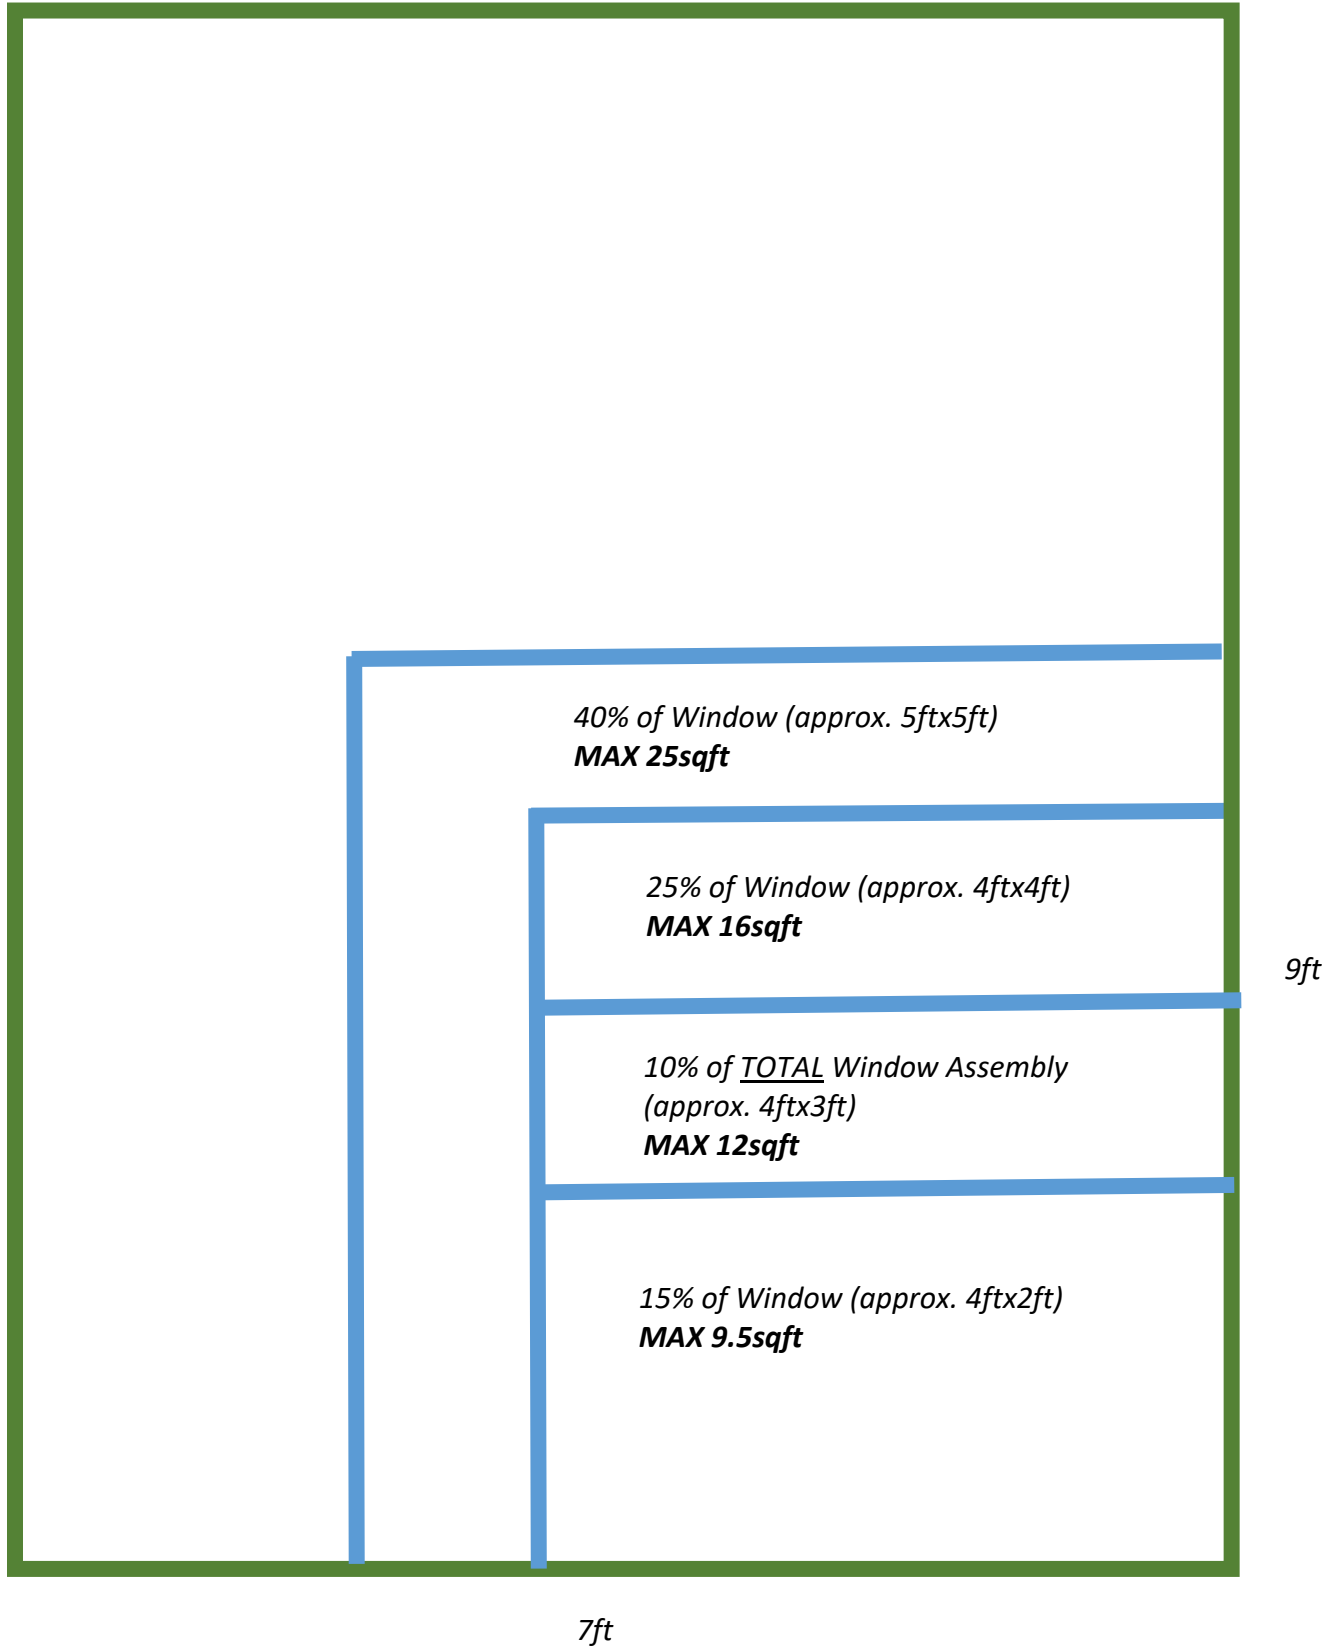 40% of Window (approx. 5ftx5ft)
MAX 25sqft
25% of Window (approx. 4ftx4ft)
MAX 16sqft
9ft
10% of TOTAL Window Assembly
(approx. 4ftx3ft)
MAX 12sqft
15% of Window (approx. 4ftx2ft)
MAX 9.5sqft
7ft